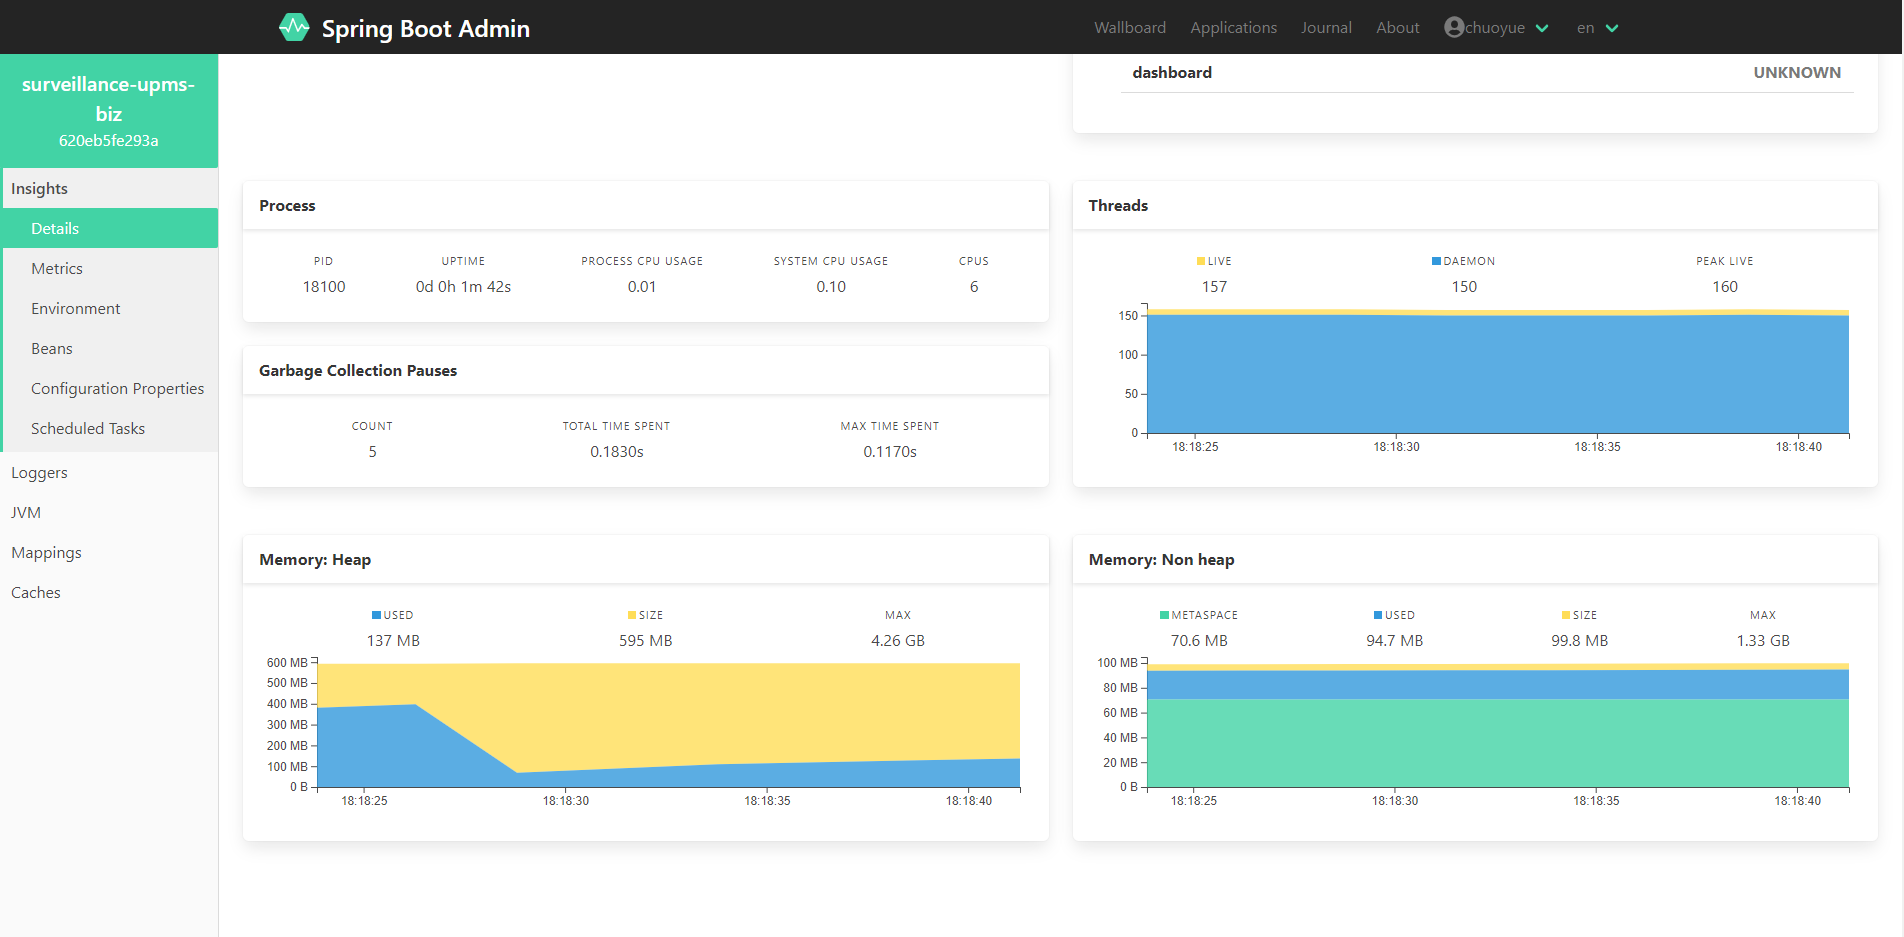 Spring Boot Admin
Wallboard Applications Journal About chuoyue en
surveillance-upms-
biz
620eb5fe293a
Insights
Details
Metrics
Environment
Beans
Configuration Properties
Scheduled Tasks
Loggers
JVM
Mappings
Caches
dashboard UNKNOWN
Process
PID UPTIME PROCESS CPU USAGE SYSTEM CPU USAGE CPUS
18100 0d 0h 1m 42s 0.01 0.10 6
Threads
LIVE DAEMON PEAK LIVE
157 150 160
150
100
50
0
18:18:25 18:18:30 18:18:35 18:18:40
Garbage Collection Pauses
COUNT TOTAL TIME SPENT MAX TIME SPENT
5 0.1830s 0.1170s
Memory: Heap
USED SIZE MAX
137 MB 595 MB 4.26 GB
600 MB
500 MB
400 MB
300 MB
200 MB
100 MB
0 B
18:18:25 18:18:30 18:18:35 18:18:40
Memory: Non heap
METASPACE USED SIZE MAX
70.6 MB 94.7 MB 99.8 MB 1.33 GB
100 MB
80 MB
60 MB
40 MB
20 MB
0 B
18:18:25 18:18:30 18:18:35 18:18:40